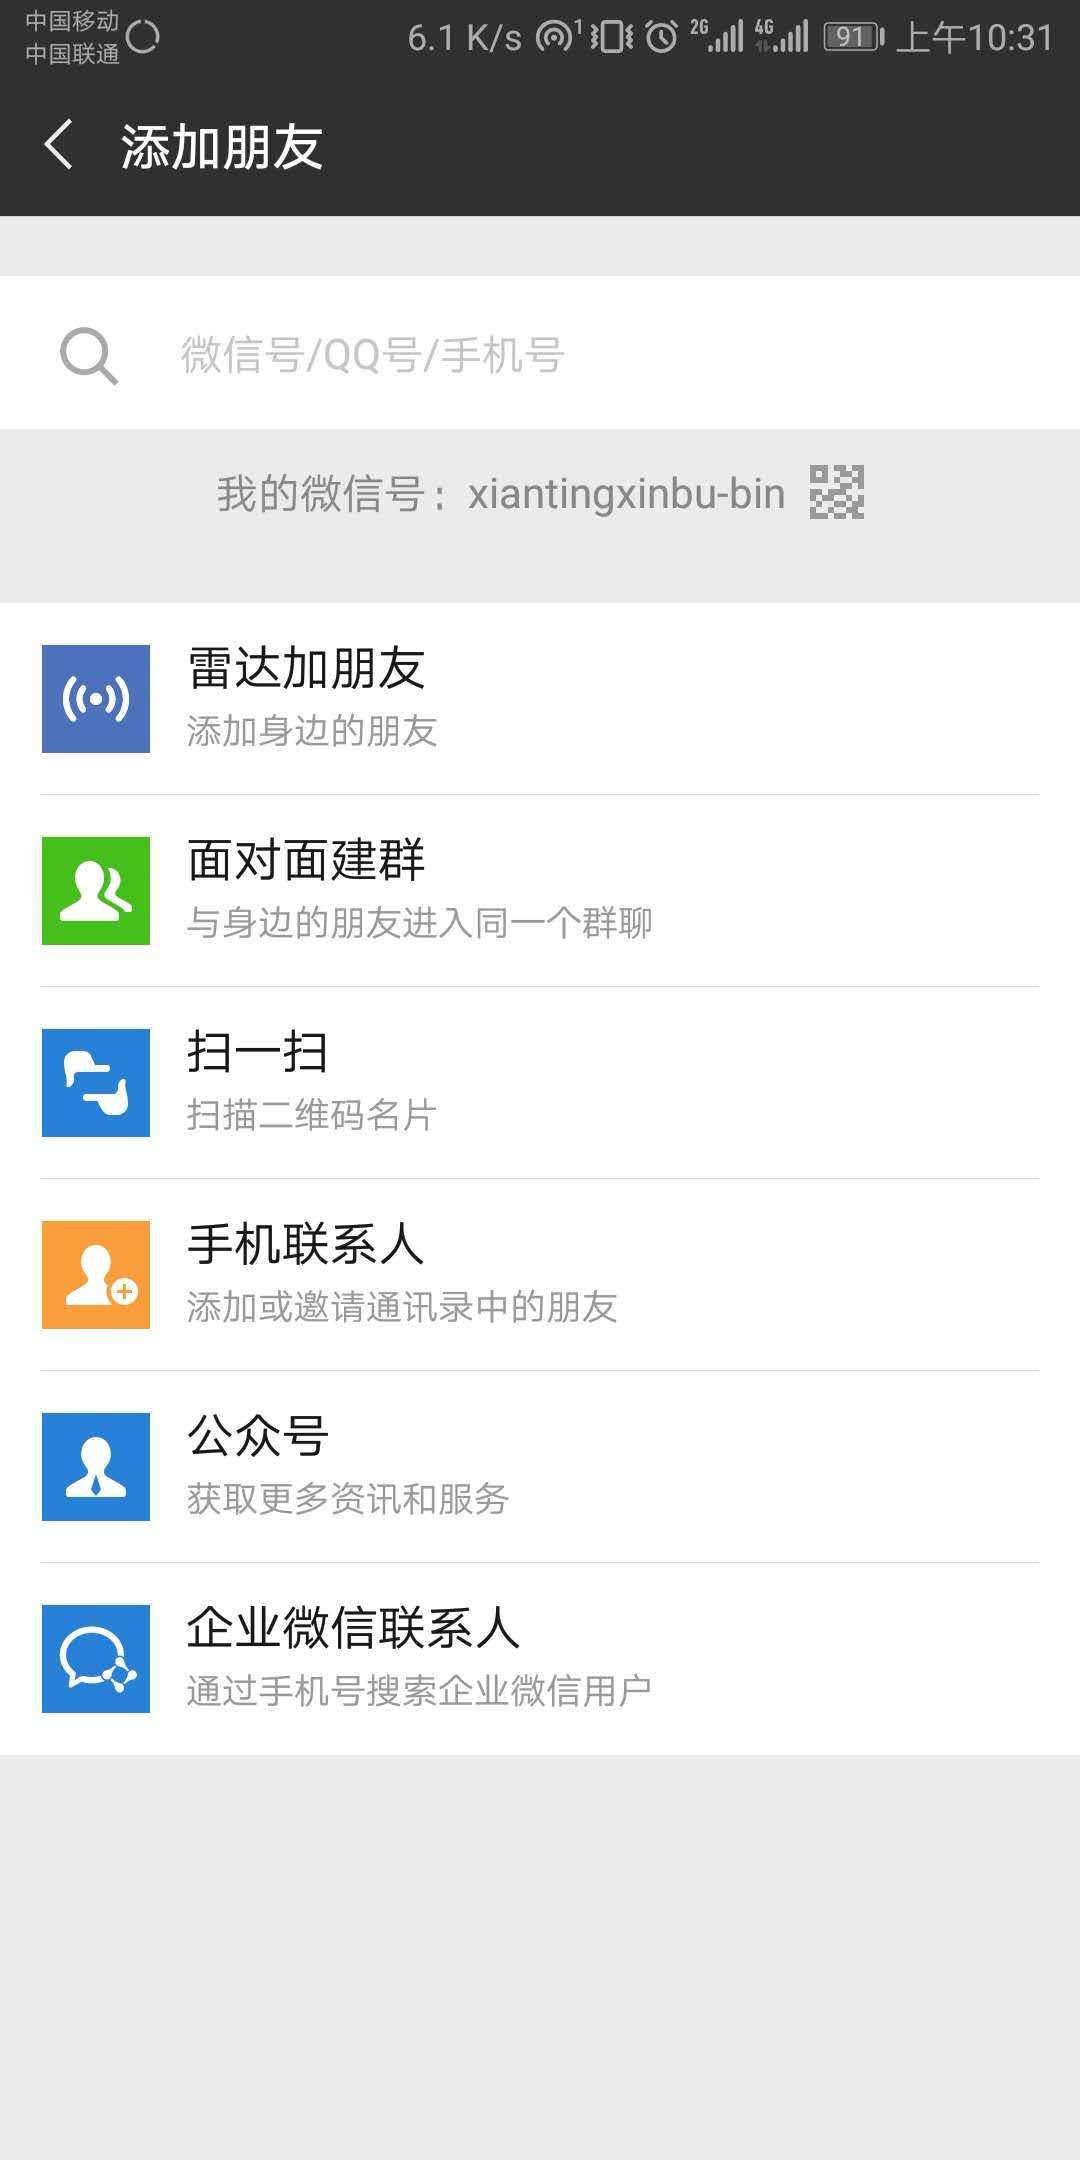 中国移动
中国联通
6.1 K/s 1 2G 4G 91 上午10:31
添加朋友
微信号/QQ号/手机号
我的微信号：xiantingxinbu-bin
雷达加朋友
添加身边的朋友
面对面建群
与身边的朋友进入同一个群聊
扫一扫
扫描二维码名片
手机联系人
添加或邀请通讯录中的朋友
公众号
获取更多资讯和服务
企业微信联系人
通过手机号搜索企业微信用户